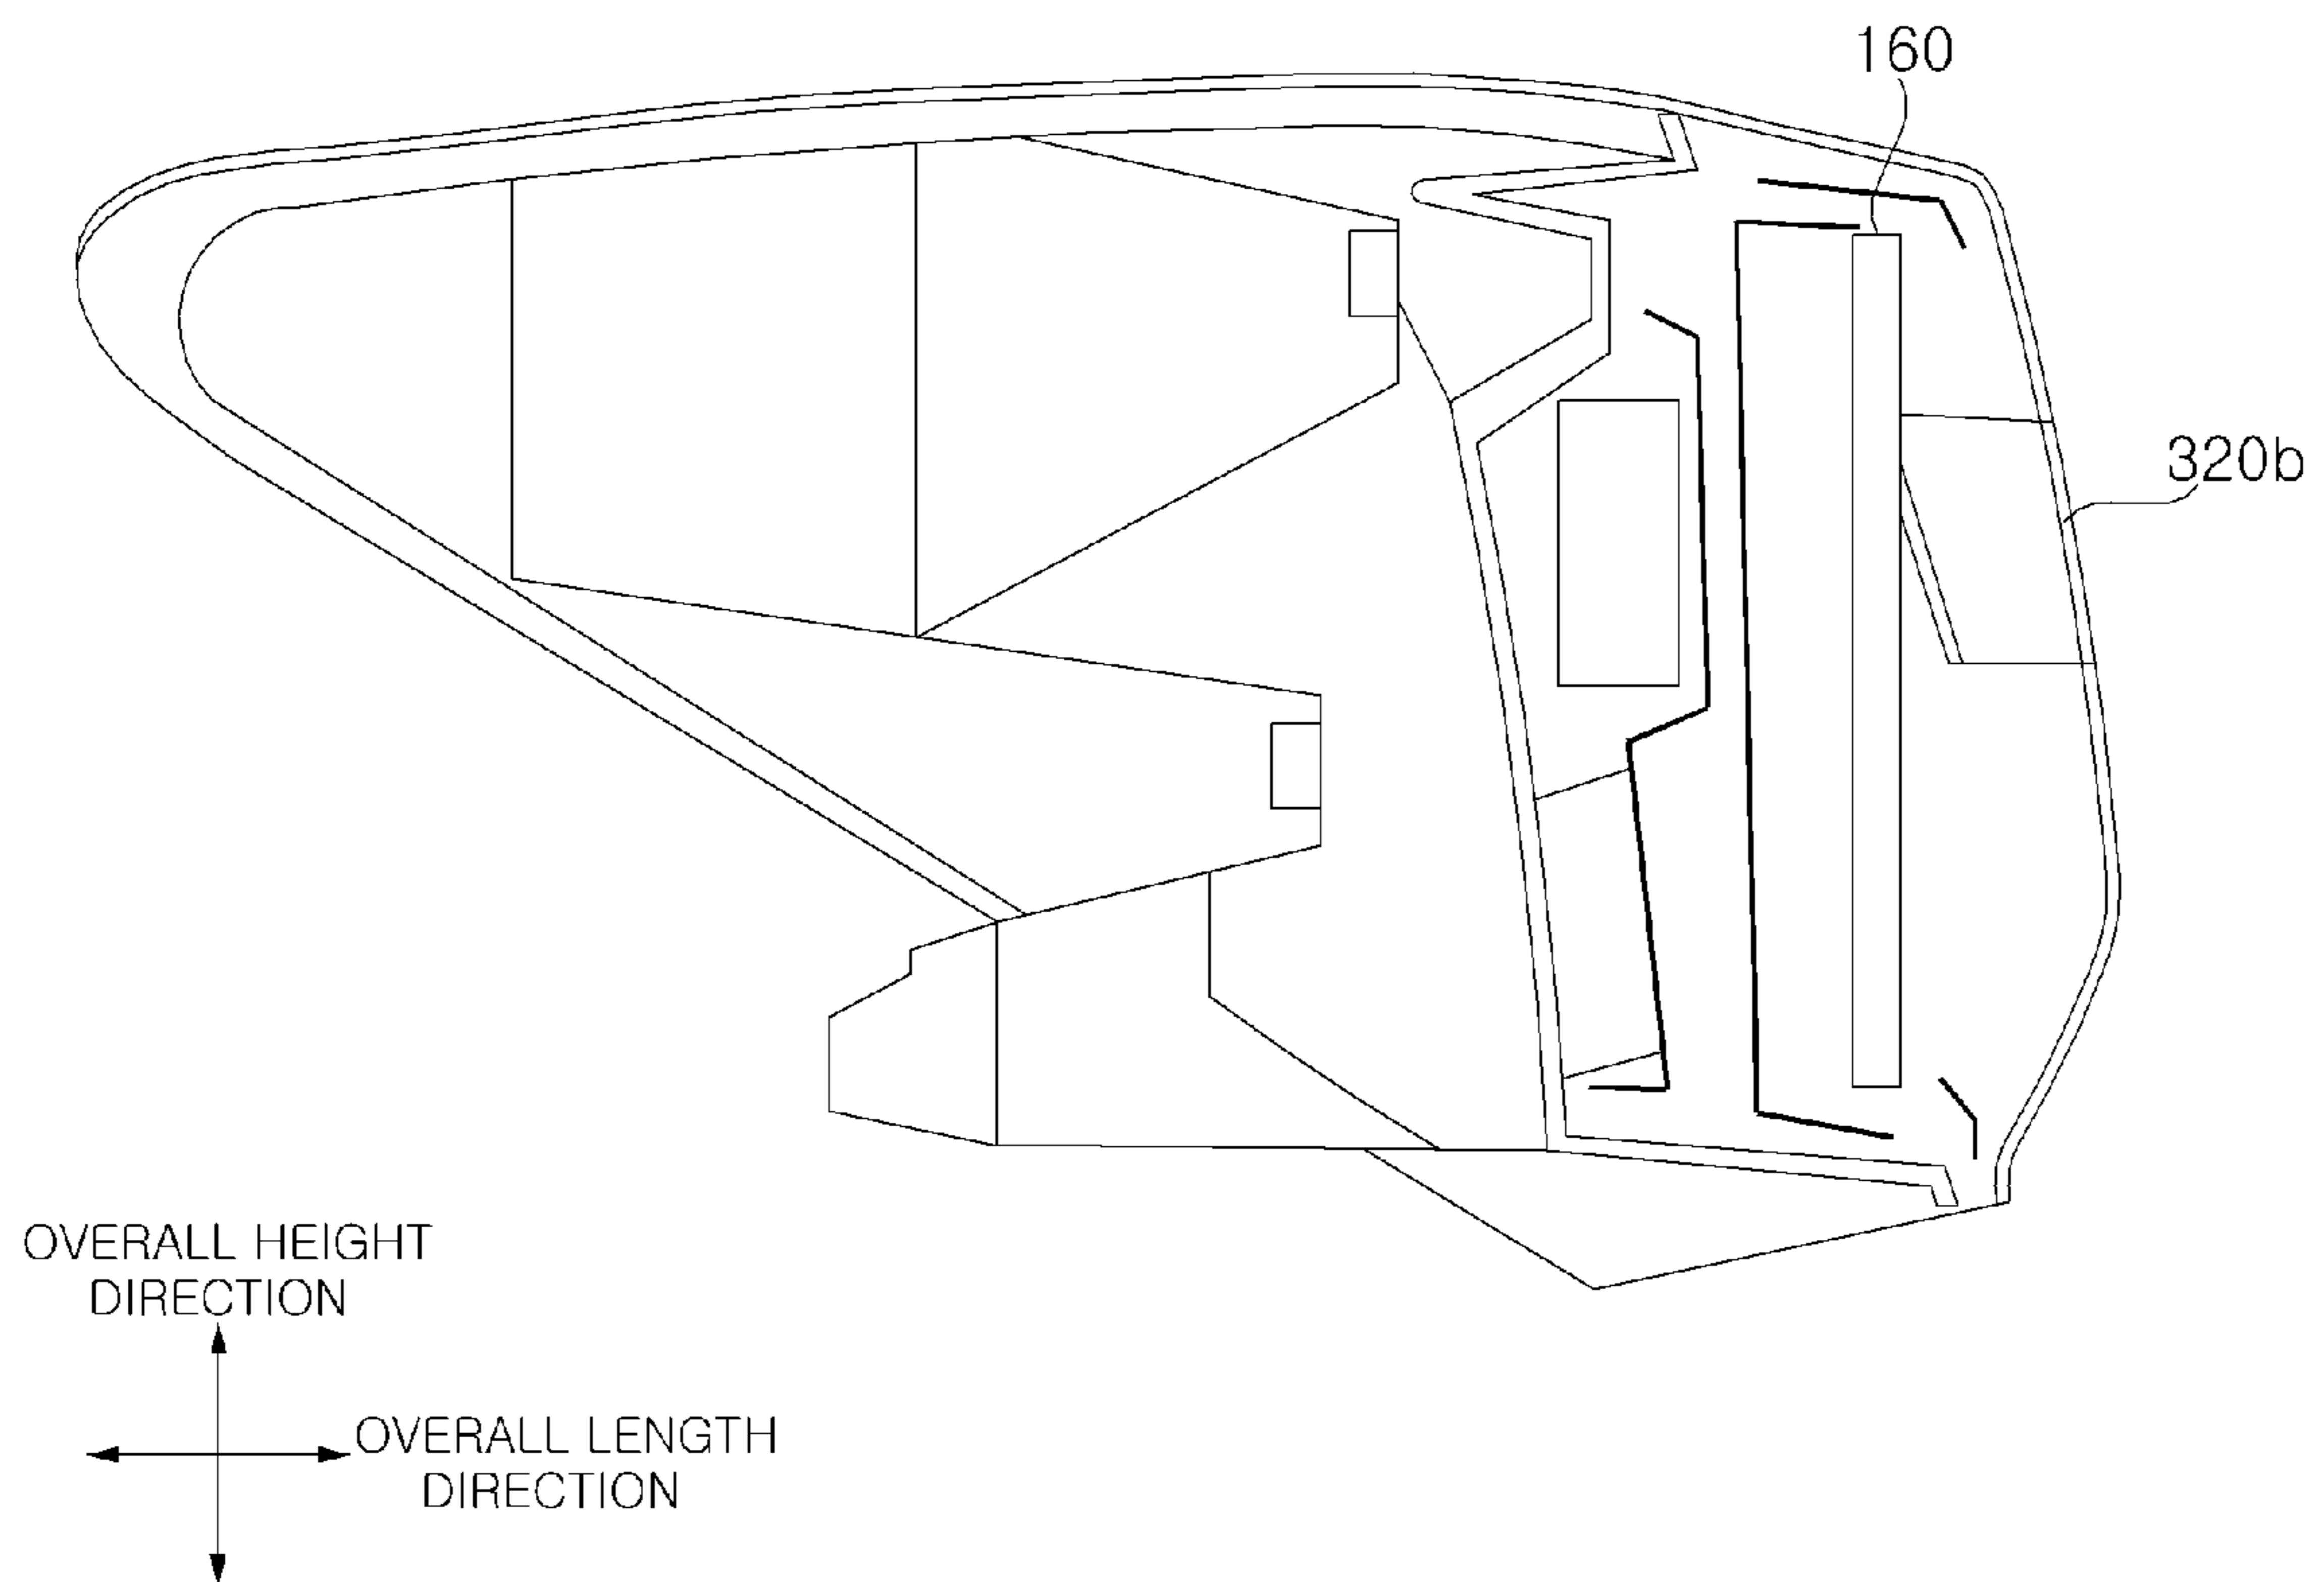 160
320b
OVERALL HEIGHT
DIRECTION
OVERALL LENGTH
DIRECTION